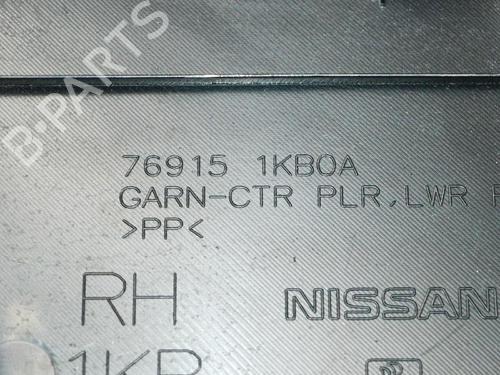 B-PARTS
76915 1KB0A
GARN-CTR PLR,LWR
>PP<
RH NISSAN